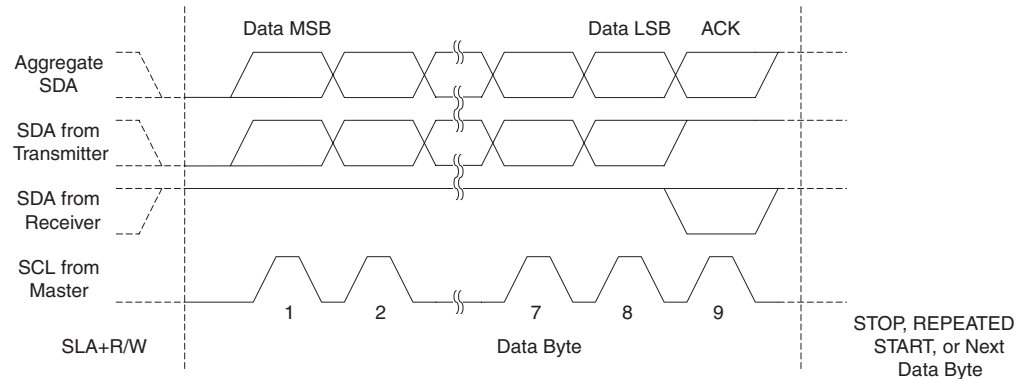 Data MSB
Data LSB
ACK
Aggregate
SDA
SDA from
Transmitter
SDA from
Receiver
SCL from
Master
1
2
7
8
9
SLA+R/W
Data Byte
STOP, REPEATED
START, or Next
Data Byte